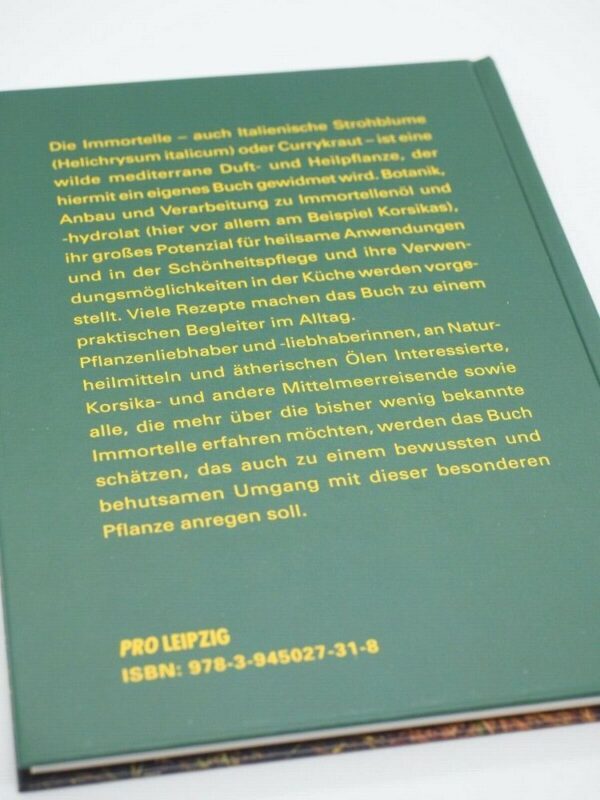 Die Immortelle – auch Italienische Strohblume
(Helichrysum italicum) oder Currykraut – ist eine
wilde mediterrane Duft- und Heilpflanze, der
hiermit ein eigenes Buch gewidmet wird. Botanik,
Anbau und Verarbeitung zu Immortellenöl und
-hydrolat (hier vor allem am Beispiel Korsikas),
ihr großes Potenzial für heilsame Anwendungen
und in der Schönheitspflege und ihre Verwen-
dungsmöglichkeiten in der Küche werden vorge-
stellt. Viele Rezepte machen das Buch zu einem
praktischen Begleiter im Alltag.
Pflanzenliebhaber und -liebhaberinnen, an Natur-
heilmitteln und ätherischen Ölen Interessierte,
Korsika- und andere Mittelmeerreisende sowie
alle, die mehr über die bisher wenig bekannte
Immortelle erfahren möchten, werden das Buch
schätzen, das auch zu einem bewussten und
behutsamen Umgang mit dieser besonderen
Pflanze anregen soll.
PRO LEIPZIG
ISBN: 978-3-945027-31-8